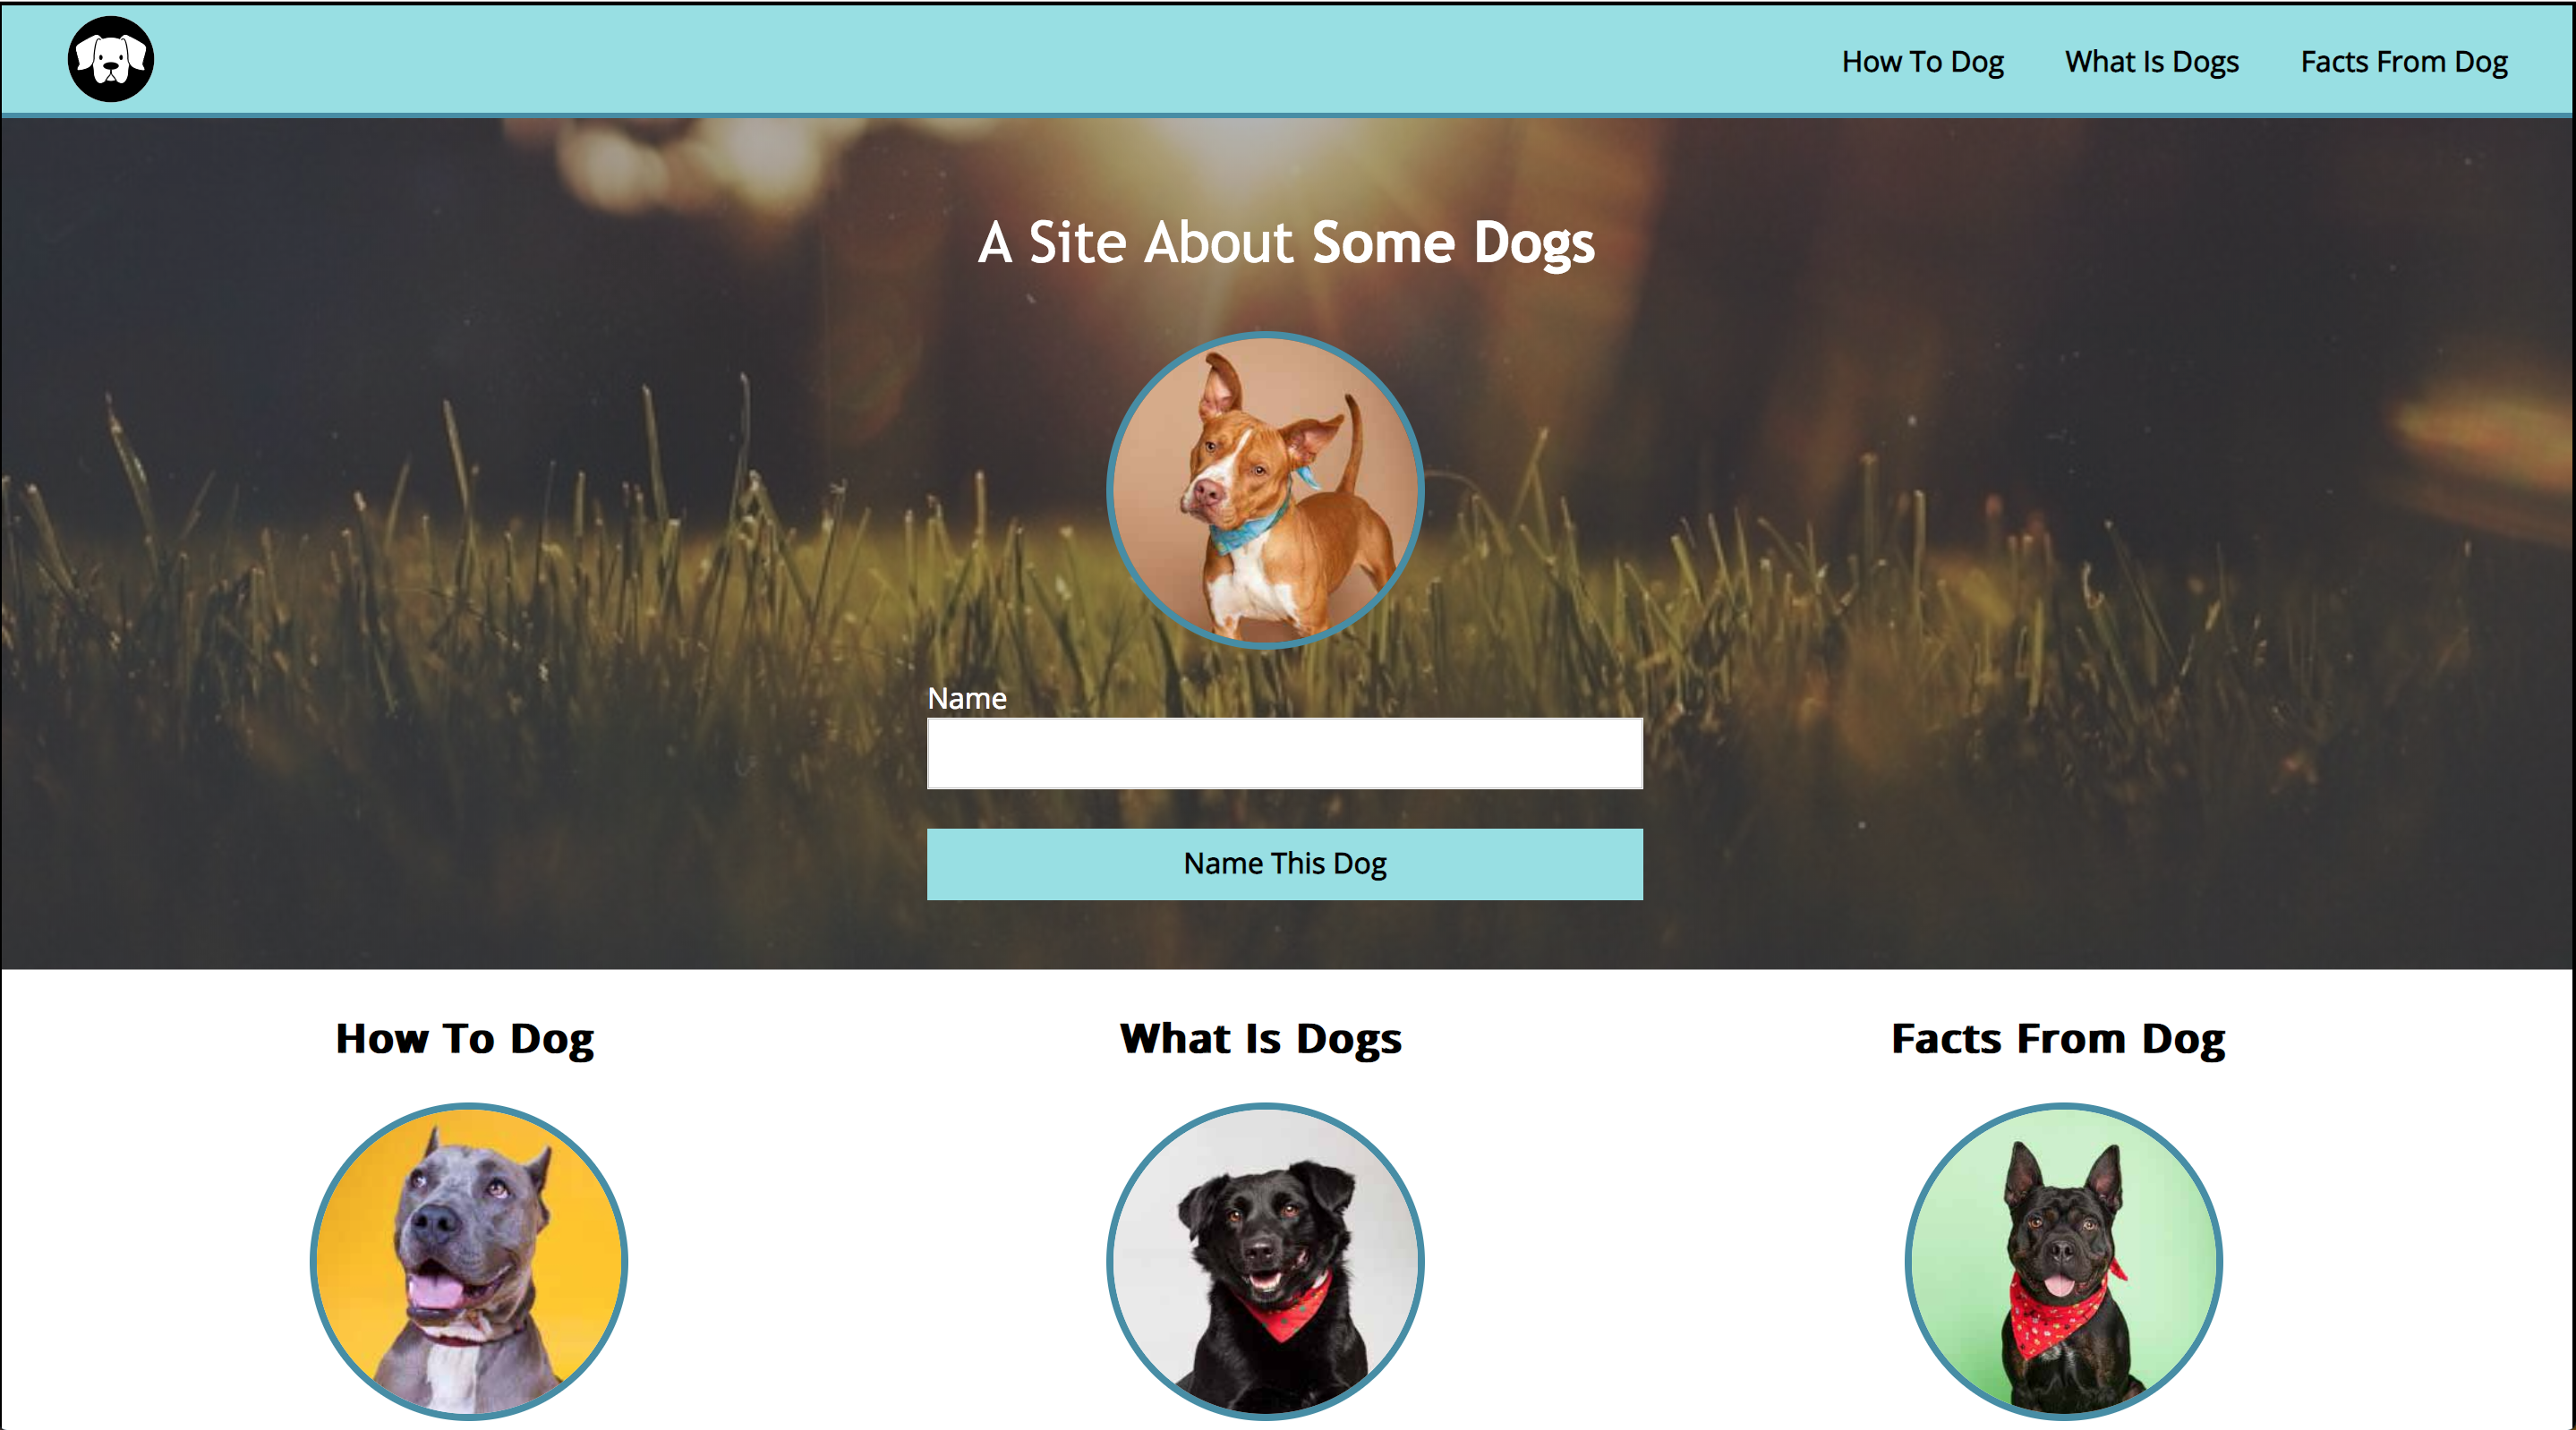 How To Dog
What Is Dogs
Facts From Dog
A Site About Some Dogs
Name
Name This Dog
How To Dog
What Is Dogs
Facts From Dog